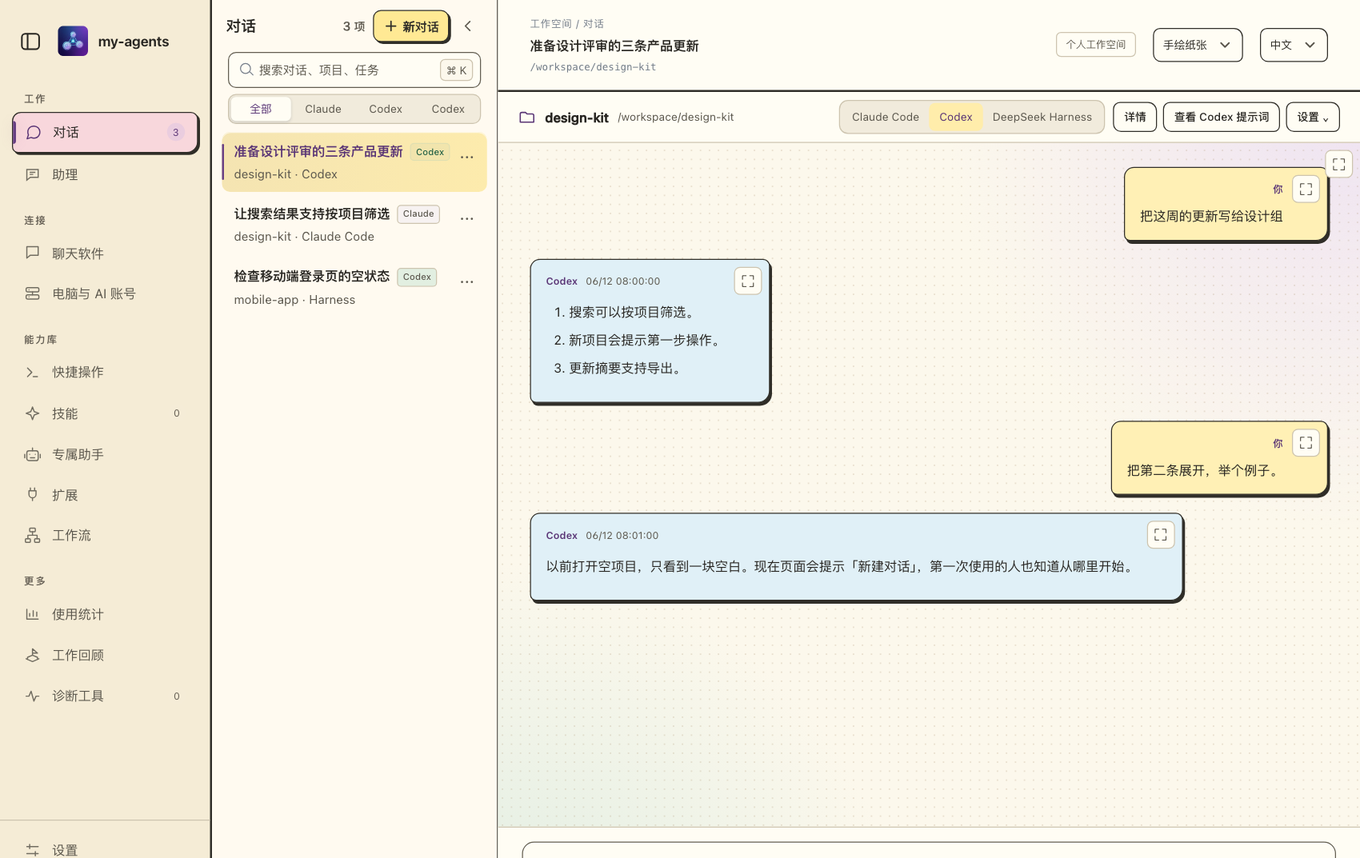 my-agents
工作
对话 3
助理
连接
聊天软件
电脑与 AI 账号
能力库
快捷操作
技能 0
专属助手
扩展
工作流
更多
使用统计
工作回顾
诊断工具 0
设置
对话 3 项 + 新对话
搜索对话、项目、任务 ⌘ K
全部 Claude Codex Codex
准备设计评审的三条产品更新 Codex ...
design-kit · Codex
让搜索结果支持按项目筛选 Claude ...
design-kit · Claude Code
检查移动端登录页的空状态 Codex ...
mobile-app · Harness
工作空间 / 对话
准备设计评审的三条产品更新
/workspace/design-kit
个人工作空间 手绘纸张 中文
design-kit /workspace/design-kit Claude Code Codex DeepSeek Harness 详情 查看 Codex 提示词 设置
你
把这周的更新写给设计组
Codex 06/12 08:00:00
1. 搜索可以按项目筛选。
2. 新项目会提示第一步操作。
3. 更新摘要支持导出。
你
把第二条展开，举个例子。
Codex 06/12 08:01:00
以前打开空项目，只看到一块空白。现在页面会提示「新建对话」，第一次使用的人也知道从哪里开始。